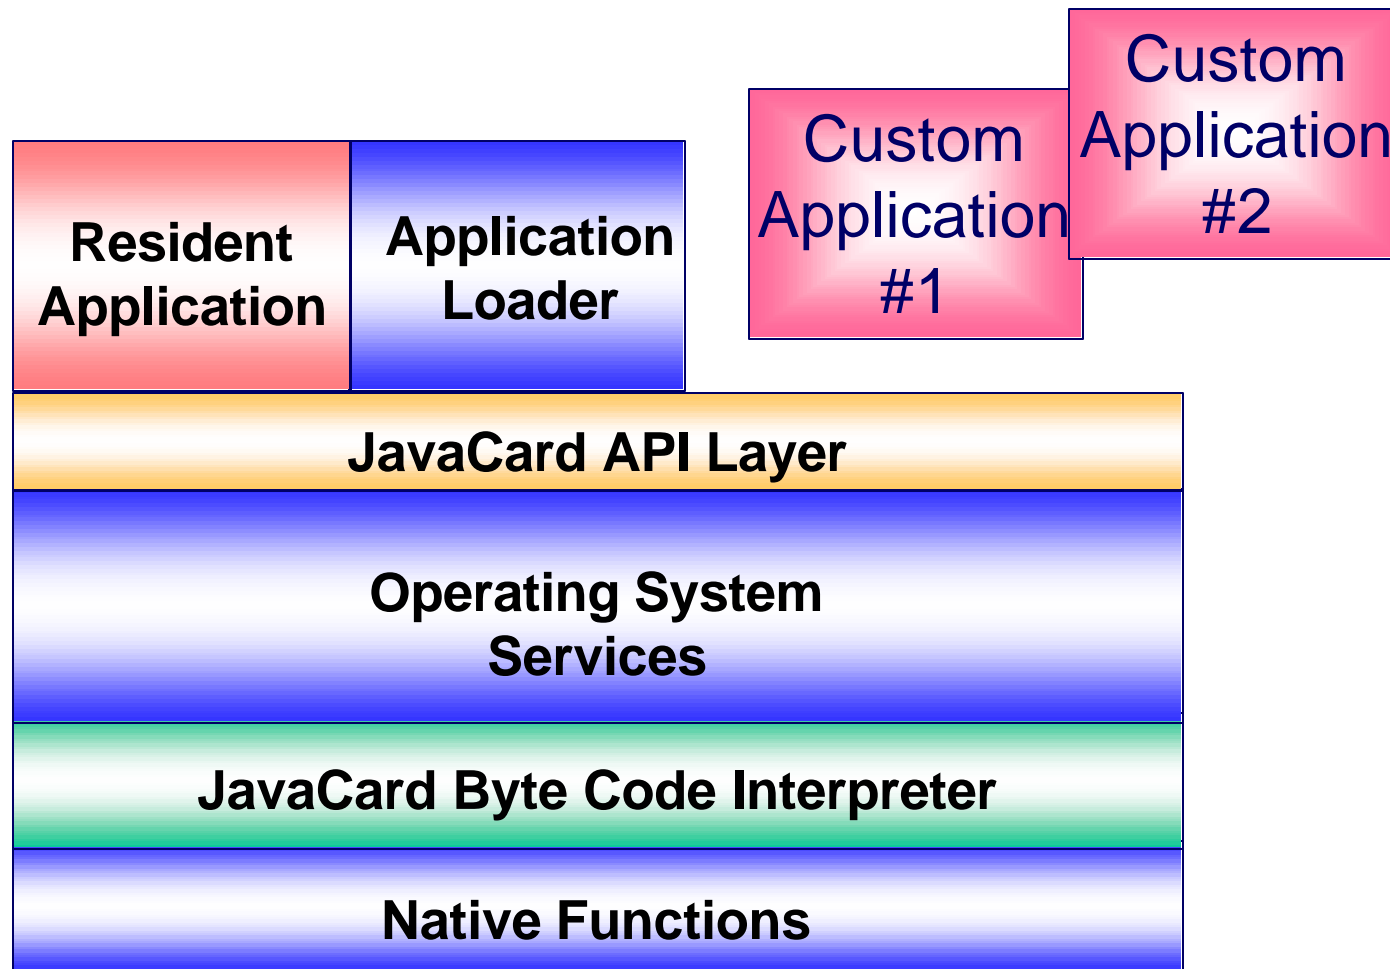 Custom
Application
#2
Custom
Application
#1
Resident
Application
Application
Loader
JavaCard API Layer
Operating System
Services
JavaCard Byte Code Interpreter
Native Functions